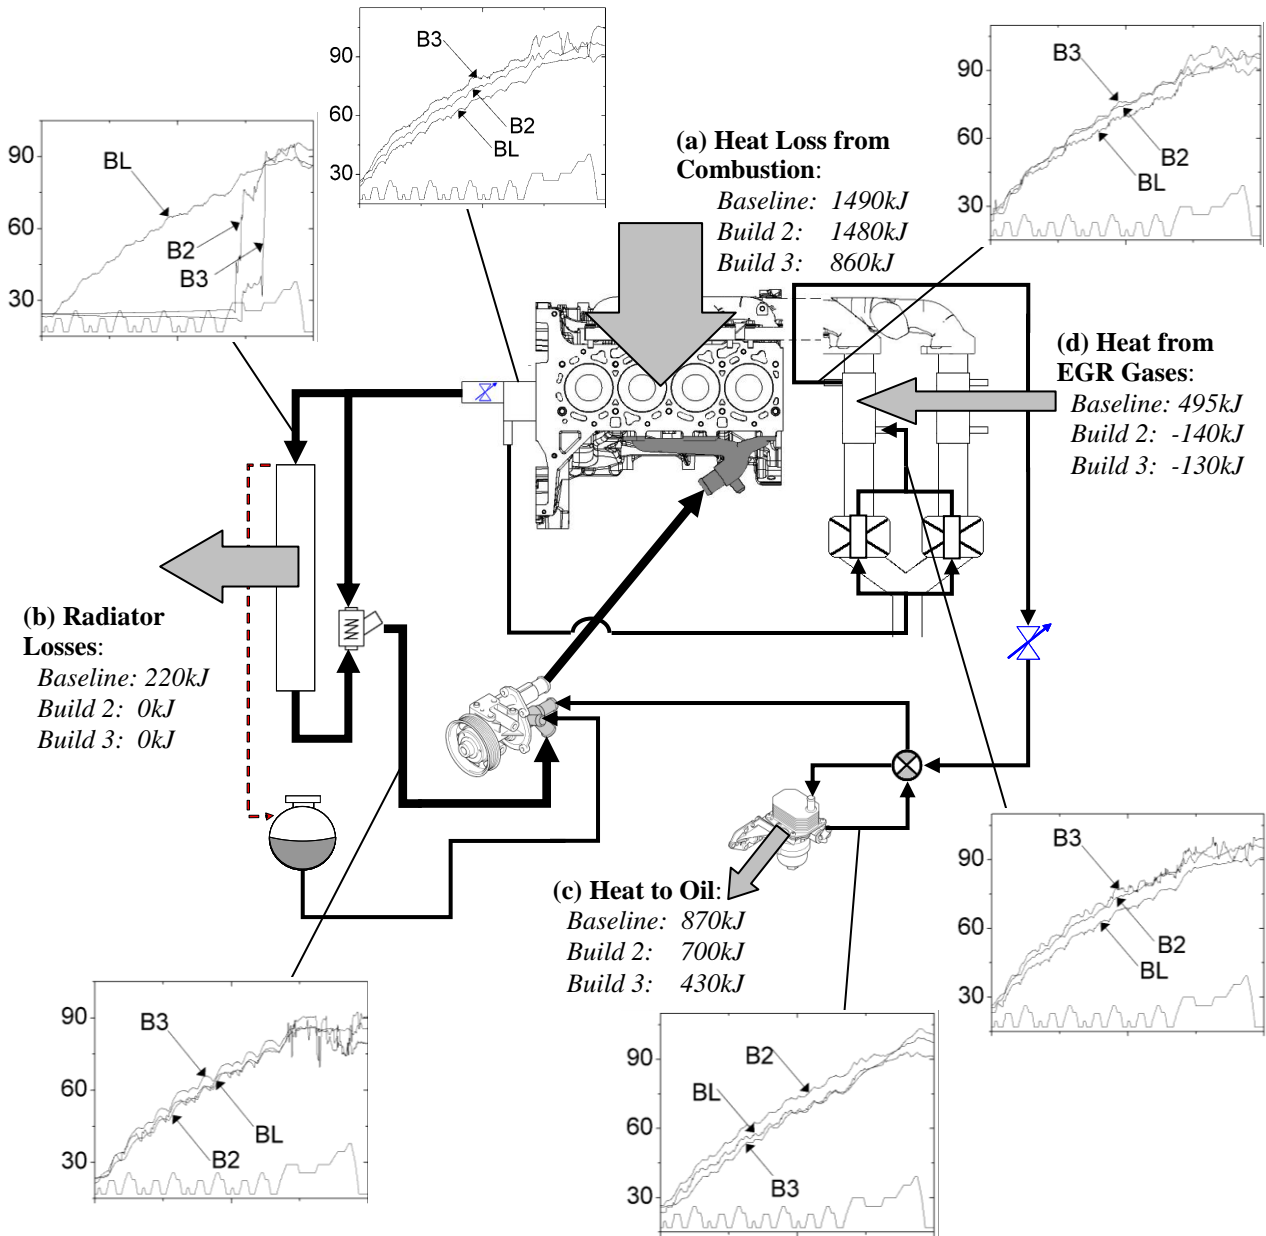 90
60
30
B3
B2
BL
90
60
30
B3
B2
BL
90
60
30
BL
B2
B3
(a) Heat Loss from
Combustion:
Baseline: 1490kJ
Build 2: 1480kJ
Build 3: 860kJ
(d) Heat from
EGR Gases:
Baseline: 495kJ
Build 2: -140kJ
Build 3: -130kJ
(b) Radiator
Losses:
Baseline: 220kJ
Build 2: 0kJ
Build 3: 0kJ
(c) Heat to Oil:
Baseline: 870kJ
Build 2: 700kJ
Build 3: 430kJ
90
60
30
B3
B2
BL
90
60
30
B3
BL
B2
90
60
30
B2
BL
B3